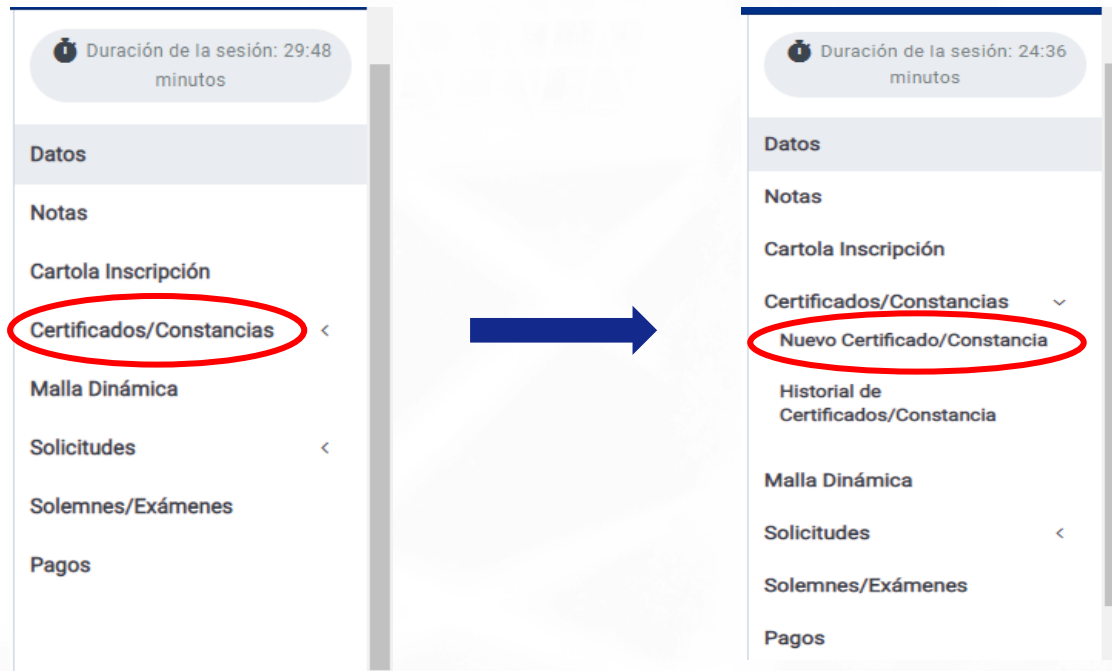 Duración de la sesión: 29:48
minutos
Datos
Notas
Cartola Inscripción
Certificados/Constancias <
Malla Dinámica
Solicitudes <
Solemnes/Exámenes
Pagos
Duración de la sesión: 24:36
minutos
Datos
Notas
Cartola Inscripción
Certificados/Constancias
Nuevo Certificado/Constancia
Historial de
Certificados/Constancia
Malla Dinámica
Solicitudes <
Solemnes/Exámenes
Pagos